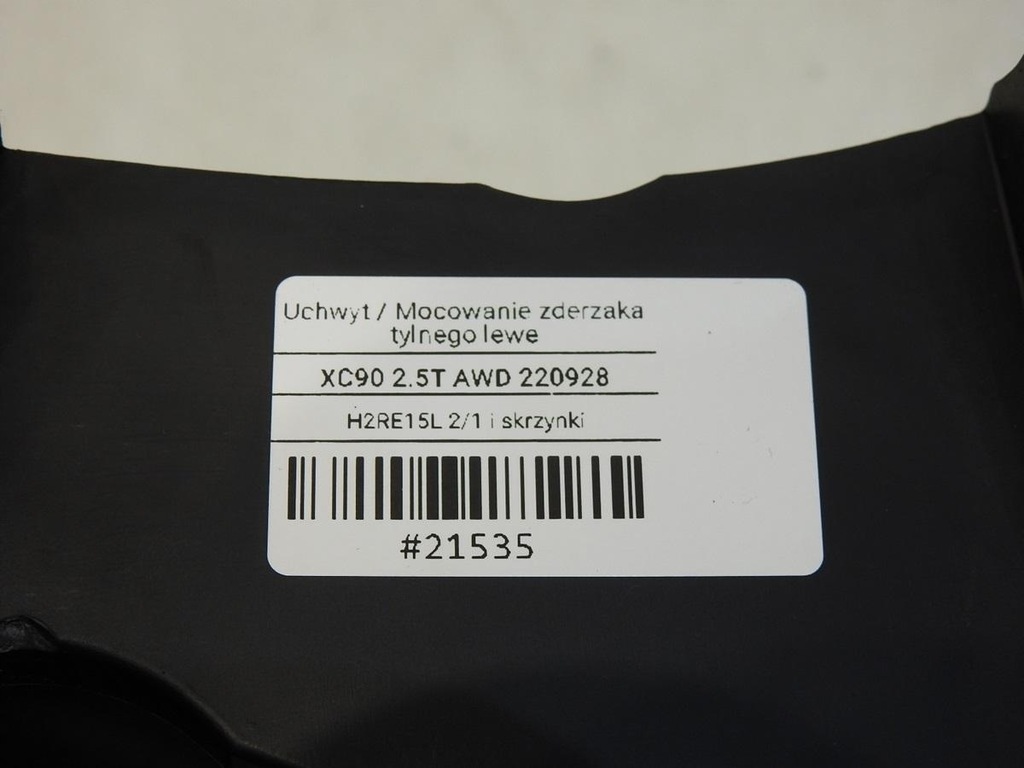 Uchwyt / Mocowanie zderzaka
tylnego lewe
XC90 2.5T AWD 220928
H2RE15L 2/1 i skrzynki
#21535